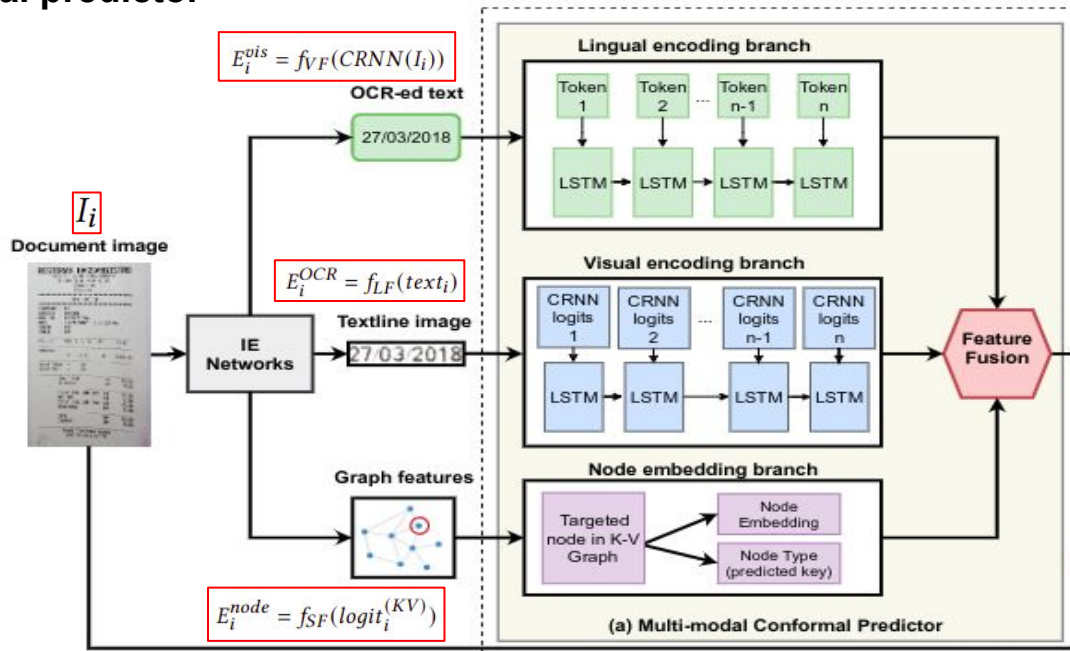 E_i^{vis} = f_{VF}(CRNN(I_i))
OCR-ed text
27/03/2018
Lingual encoding branch
Token 1
Token 2
...
Token n-1
Token n
LSTM
LSTM
LSTM
LSTM
I_i
Document image
IE Networks
E_i^{OCR} = f_{LF}(text_i)
Textline image
27/03/2018
Visual encoding branch
CRNN logits 1
CRNN logits 2
...
CRNN logits n-1
CRNN logits n
LSTM
LSTM
LSTM
LSTM
Feature Fusion
Graph features
Node embedding branch
Targeted node in K-V Graph
Node Embedding
Node Type (predicted key)
E_i^{node} = f_{SF}(logit_i^{(KV)})
(a) Multi-modal Conformal Predictor